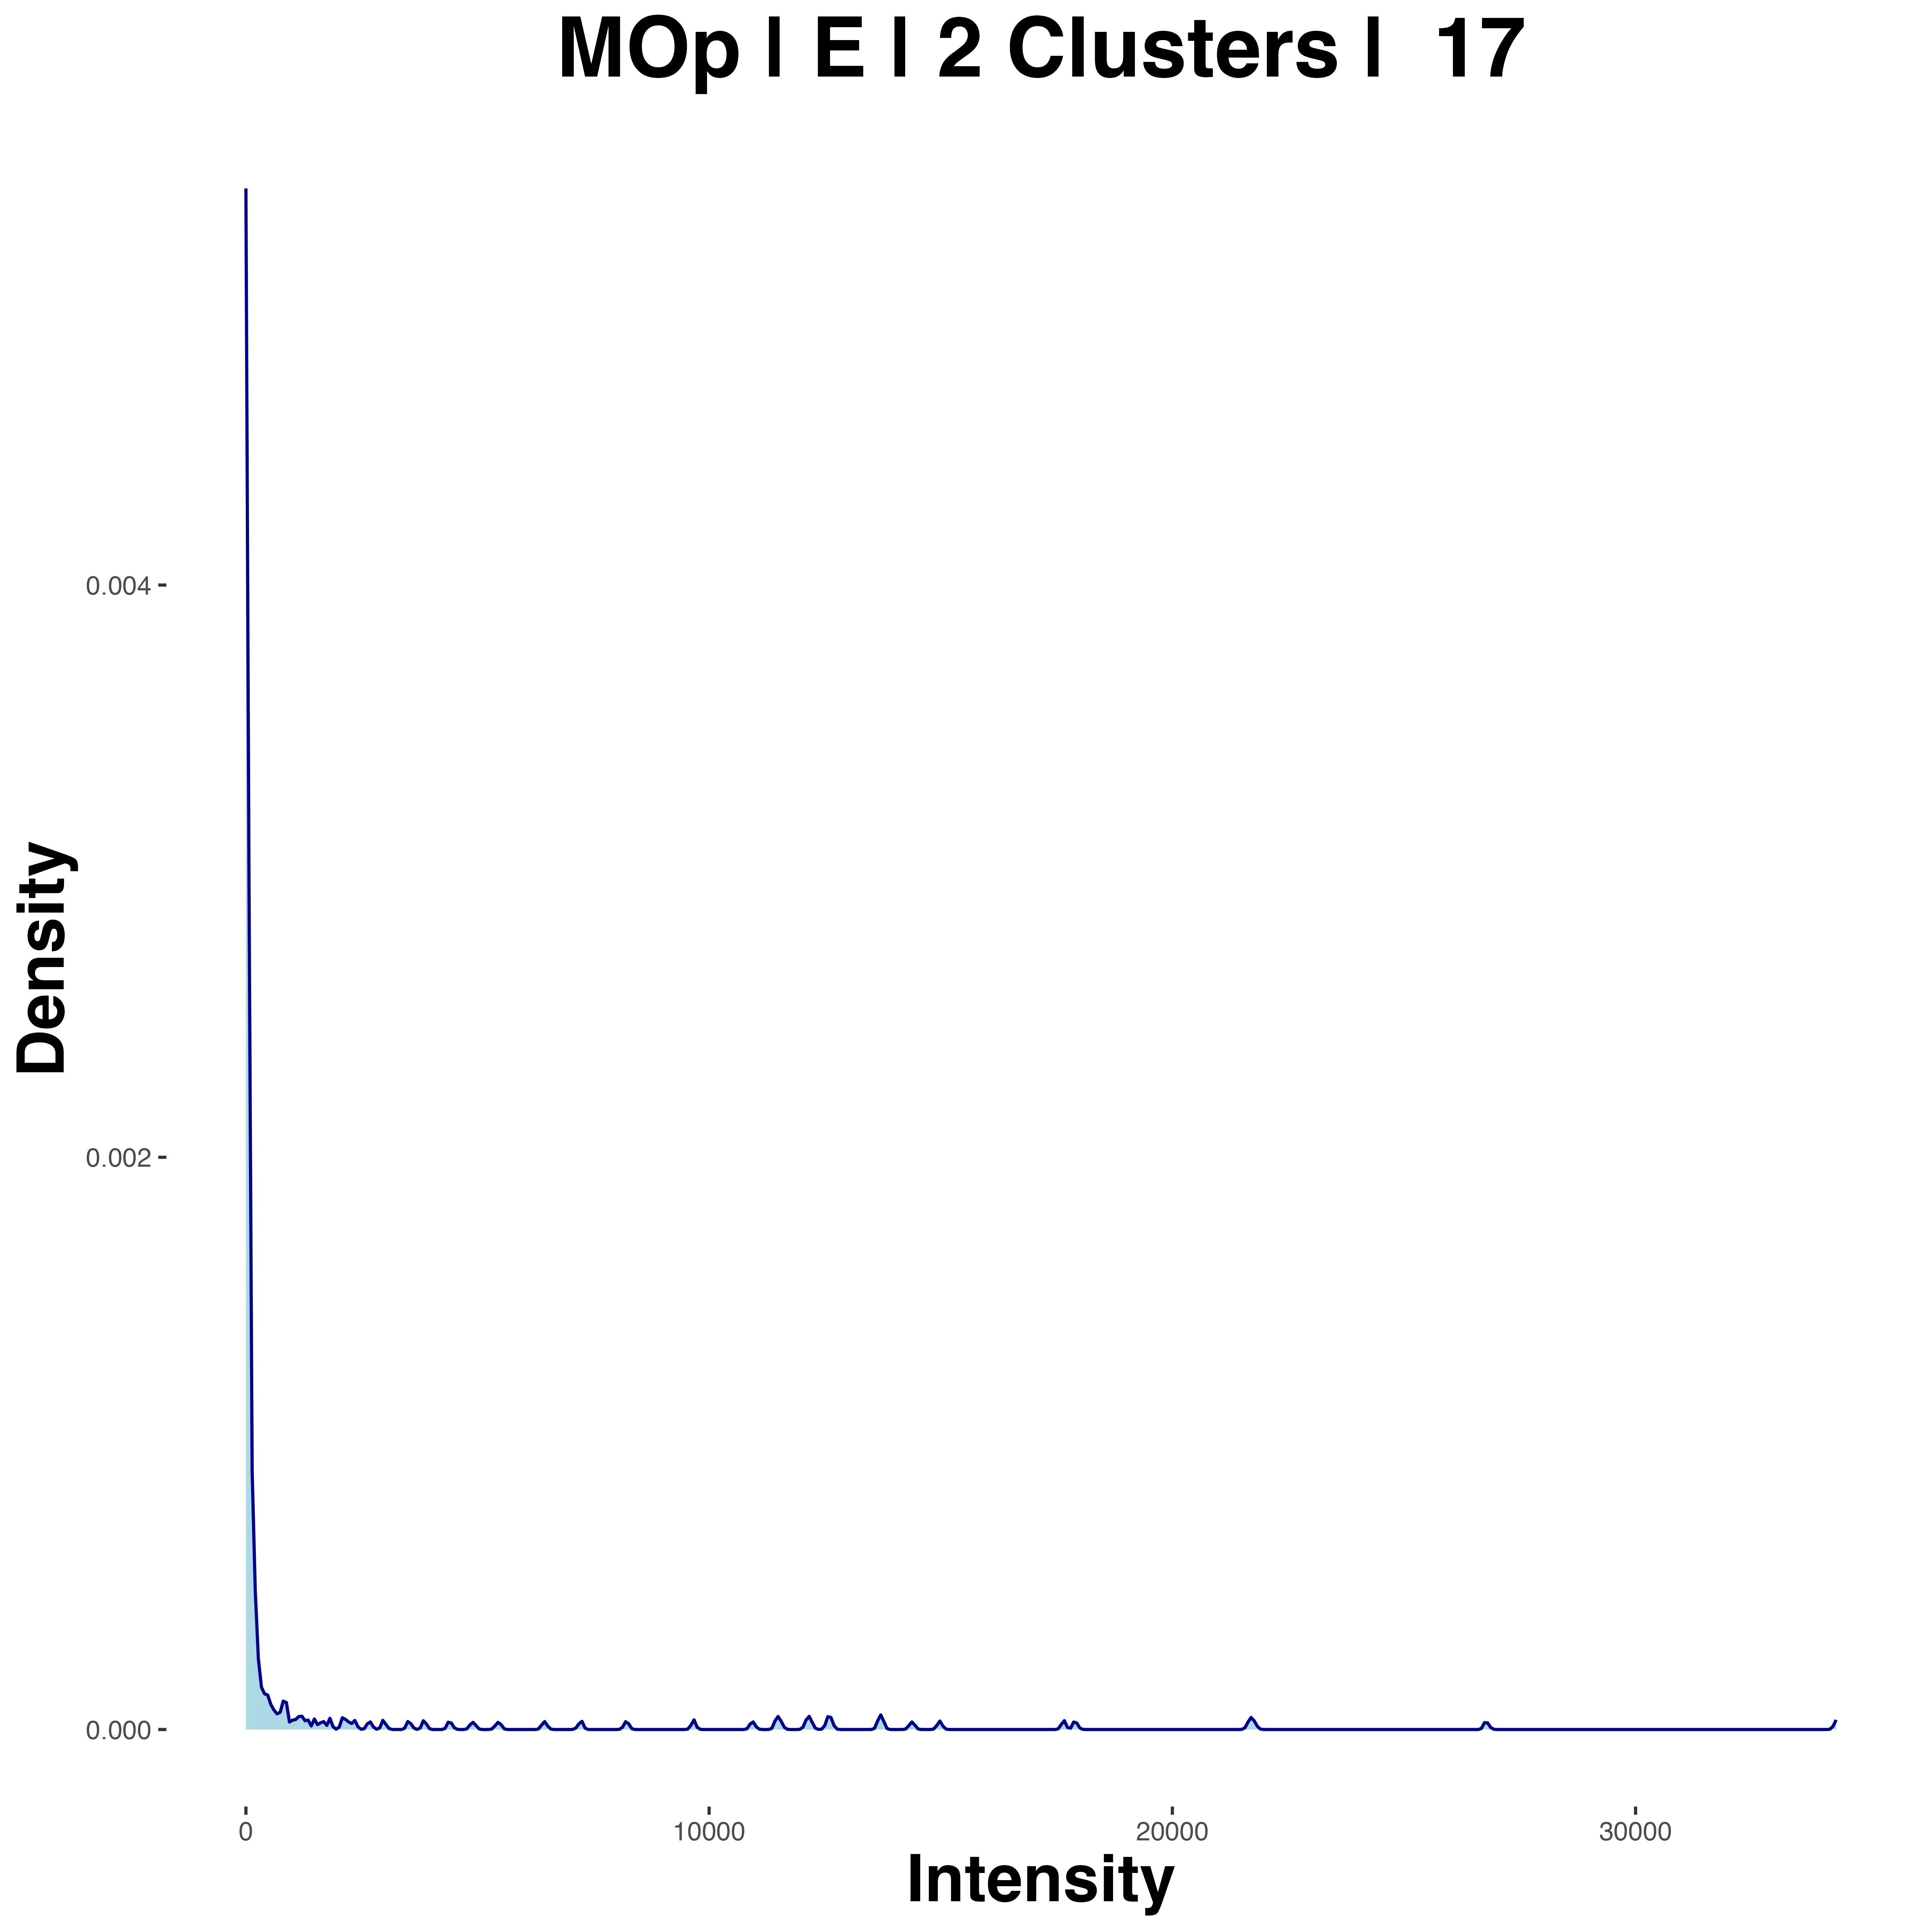 MOp | E | 2 Clusters | 17
Density
0.004
0.002
0.000
0 10000 20000 30000
Intensity